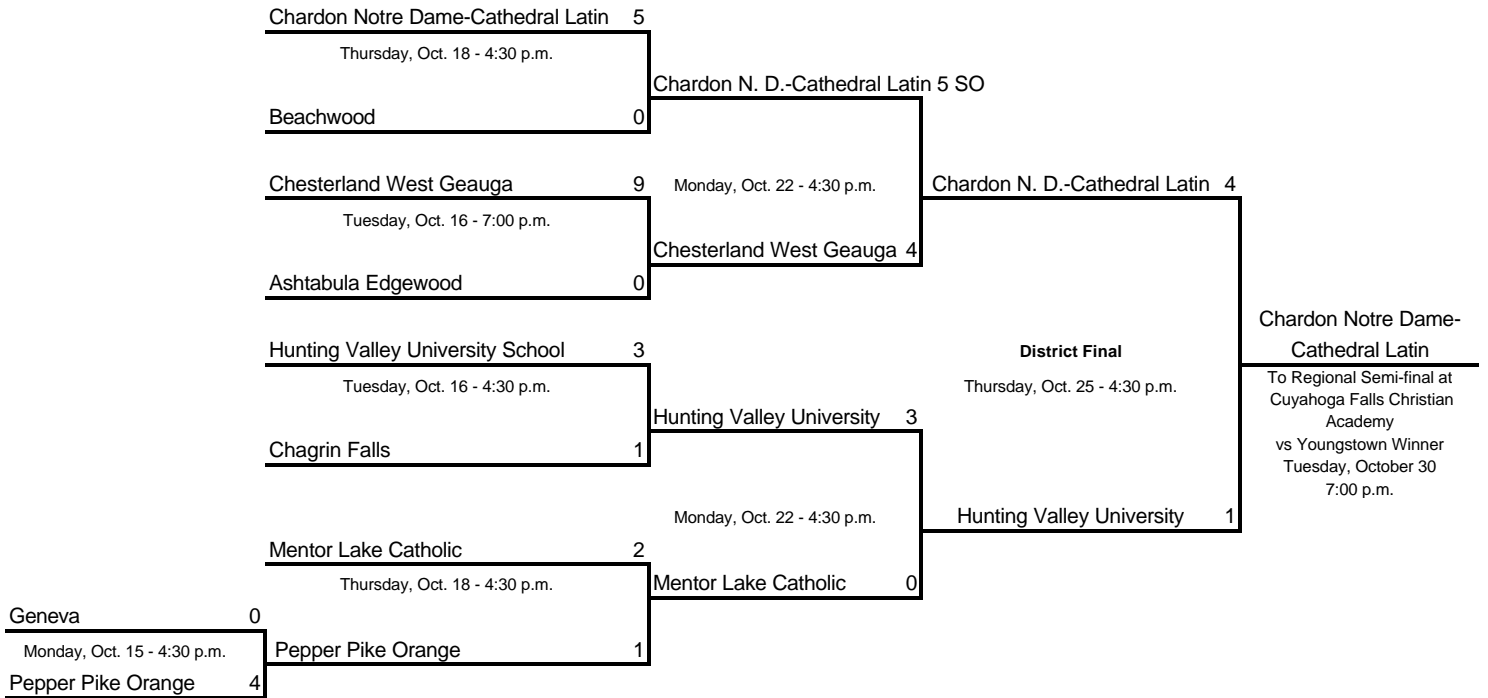 Chardon Notre Dame-Cathedral Latin 5
Thursday, Oct. 18 - 4:30 p.m.
Chardon N. D.-Cathedral Latin 5 SO
Beachwood 0
Chesterland West Geauga 9
Monday, Oct. 22 - 4:30 p.m.
Chardon N. D.-Cathedral Latin 4
Tuesday, Oct. 16 - 7:00 p.m.
Chesterland West Geauga 4
Ashtabula Edgewood 0
Chardon Notre Dame-
Cathedral Latin
Hunting Valley University School 3
District Final
Tuesday, Oct. 16 - 4:30 p.m.
Thursday, Oct. 25 - 4:30 p.m.
To Regional Semi-final at
Cuyahoga Falls Christian
Academy
vs Youngstown Winner
Tuesday, October 30
7:00 p.m.
Hunting Valley University 3
Chagrin Falls 1
Monday, Oct. 22 - 4:30 p.m.
Hunting Valley University 1
Mentor Lake Catholic 2
Thursday, Oct. 18 - 4:30 p.m.
Mentor Lake Catholic 0
Geneva 0
Monday, Oct. 15 - 4:30 p.m.
Pepper Pike Orange 1
Pepper Pike Orange 4